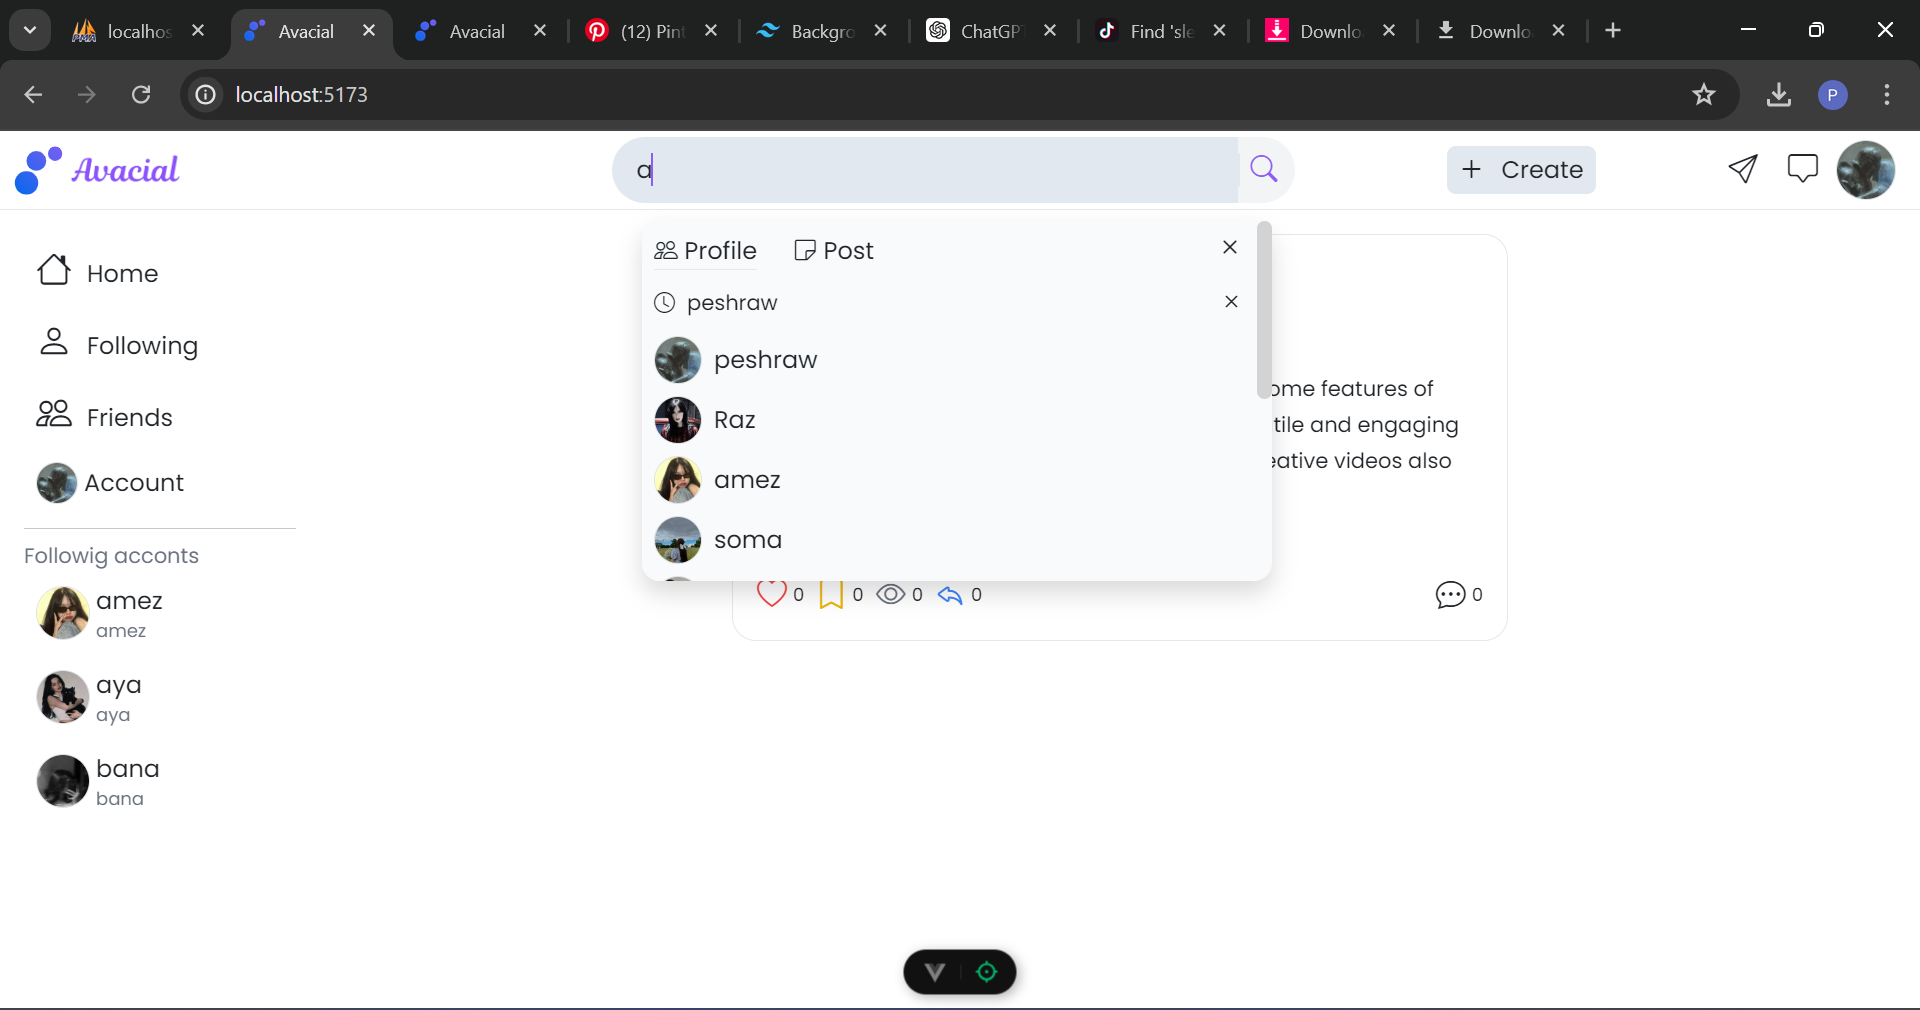 localhos
Avacial
Avacial
(12) Pin
Backgro
ChatGP
Find 'sle
Downlo
Downlo
localhost:5173
P
Avacial
a
+ Create
Profile Post
peshraw
peshraw
Raz
amez
soma
Home
Following
Friends
Account
Followig acconts
amez
amez
aya
aya
bana
bana
ome features of
tile and engaging
eative videos also
0 0 0 0 0